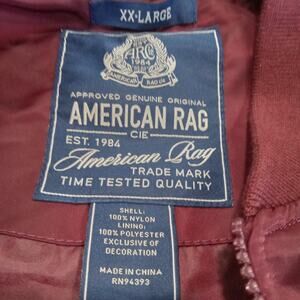 XX-LARGE
ARC
1984
AMERICAN RAG CIE
APPROVED GENUINE ORIGINAL
AMERICAN RAG
CIE
EST. 1984
American Rag
TRADE MARK
TIME TESTED QUALITY
SHELL:
100% NYLON
LINING:
100% POLYESTER
EXCLUSIVE OF
DECORATION
MADE IN CHINA
RN94393